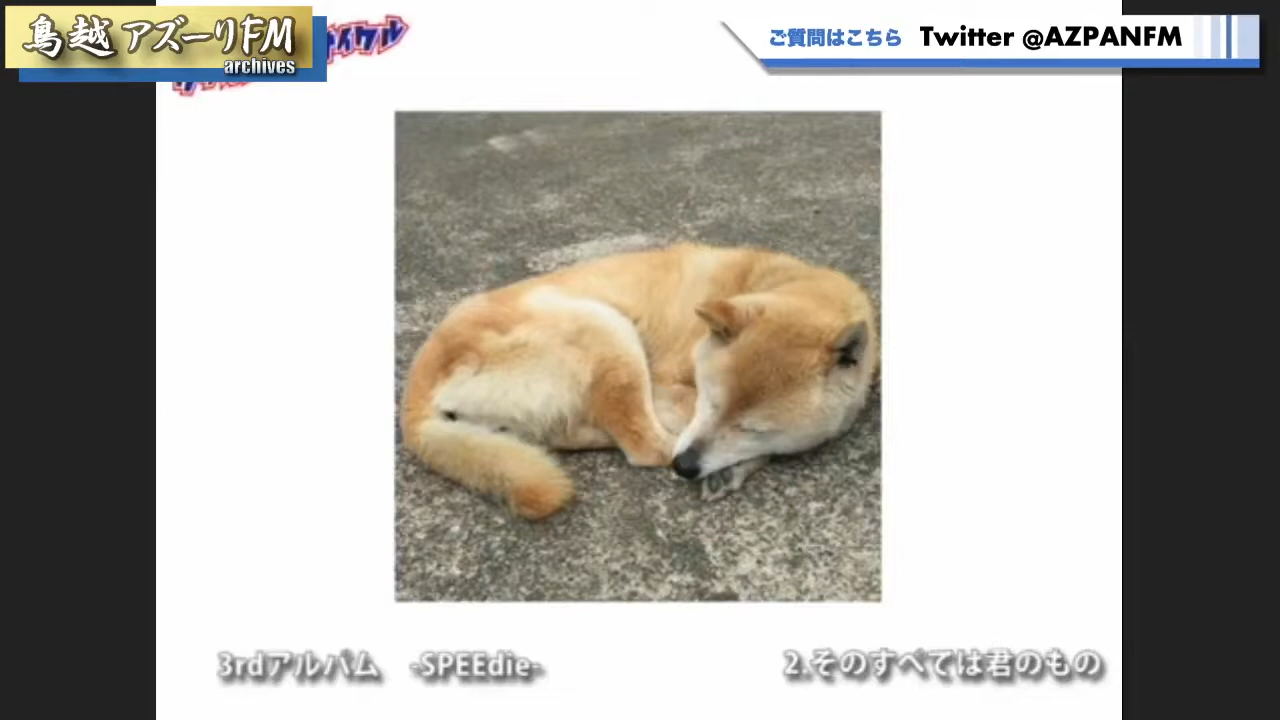 鳥越アズーリFM
archives
ご質問はこちら Twitter @AZPANFM
3rdアルバム -SPEEdie-
2.そのすべては君のもの